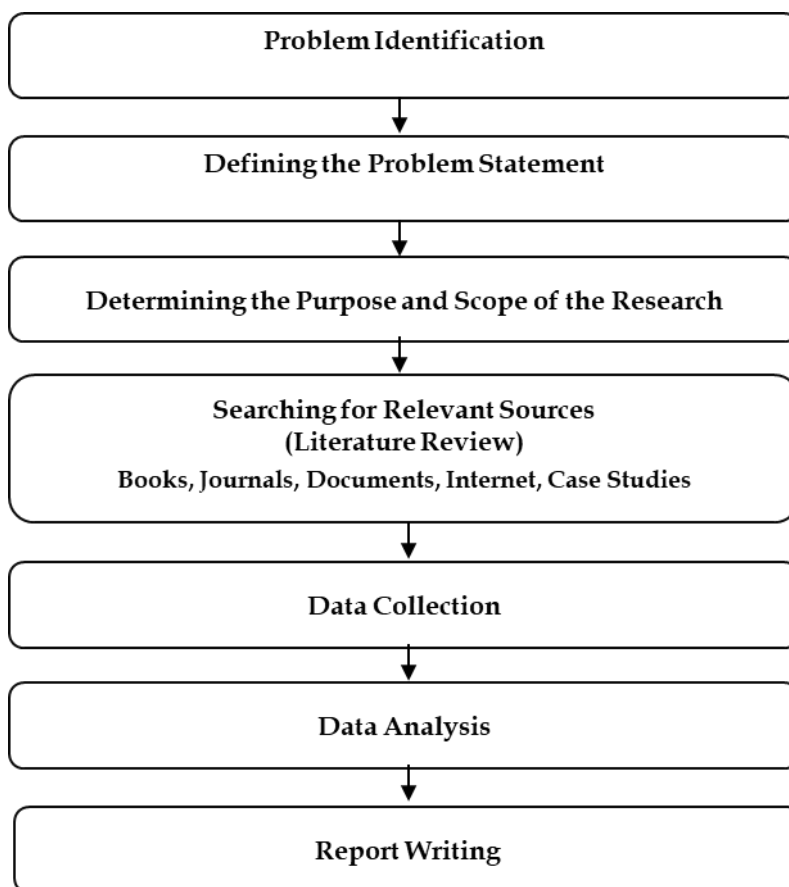 Problem Identification
Defining the Problem Statement
Determining the Purpose and Scope of the Research
Searching for Relevant Sources
(Literature Review)
Books, Journals, Documents, Internet, Case Studies
Data Collection
Data Analysis
Report Writing